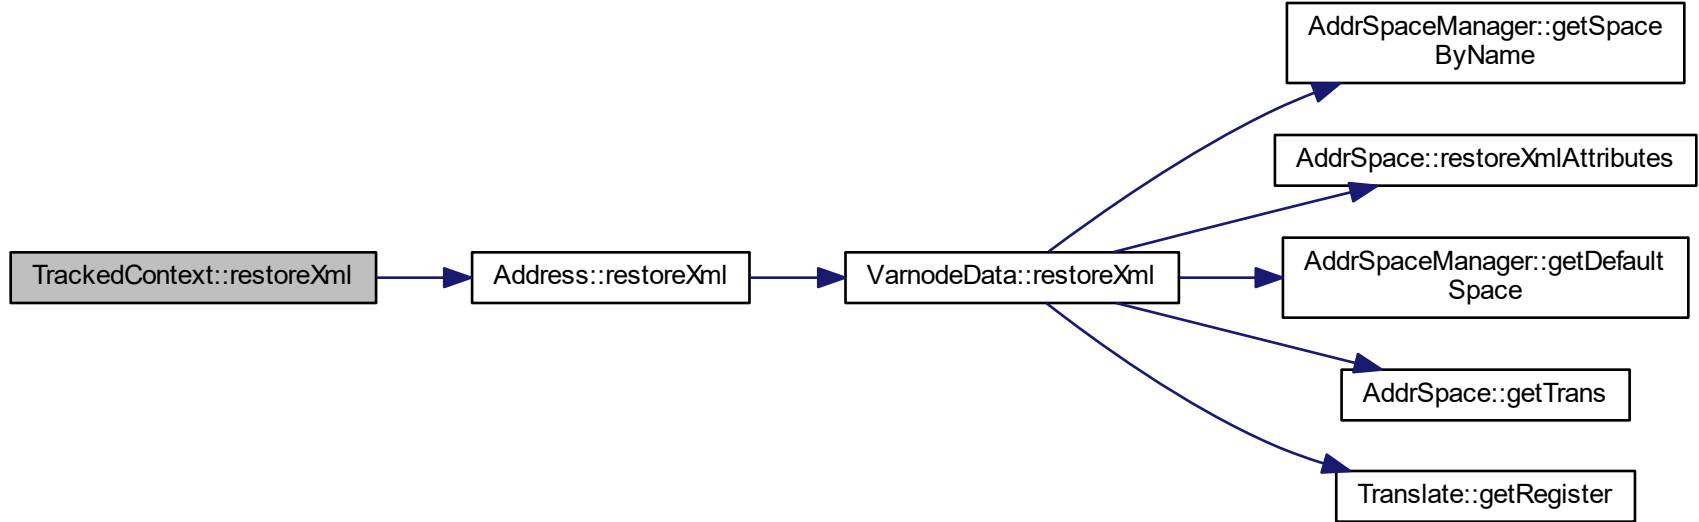 TrackedContext::restoreXml
Address::restoreXml
VarnodeData::restoreXml
AddrSpaceManager::getSpace
ByName
AddrSpace::restoreXmlAttributes
AddrSpaceManager::getDefault
Space
AddrSpace::getTrans
Translate::getRegister